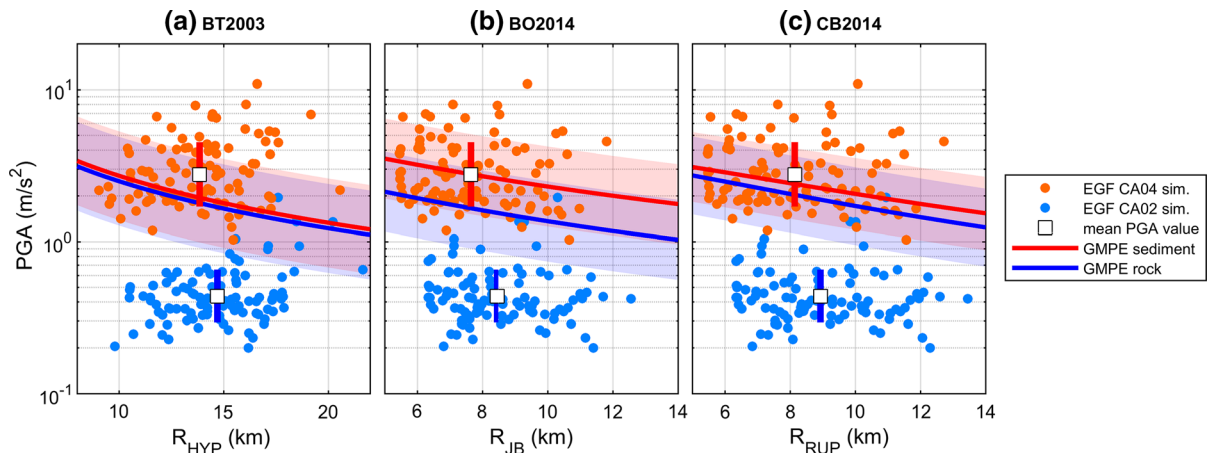 (a) BT2003
(b) BO2014
(c) CB2014
PGA (m/s²)
10¹
10⁰
10⁻¹
10 15 20
6 8 10 12 14
6 8 10 12 14
R_HYP (km)
R_JB (km)
R_RUP (km)
EGF CA04 sim.
EGF CA02 sim.
mean PGA value
GMPE sediment
GMPE rock